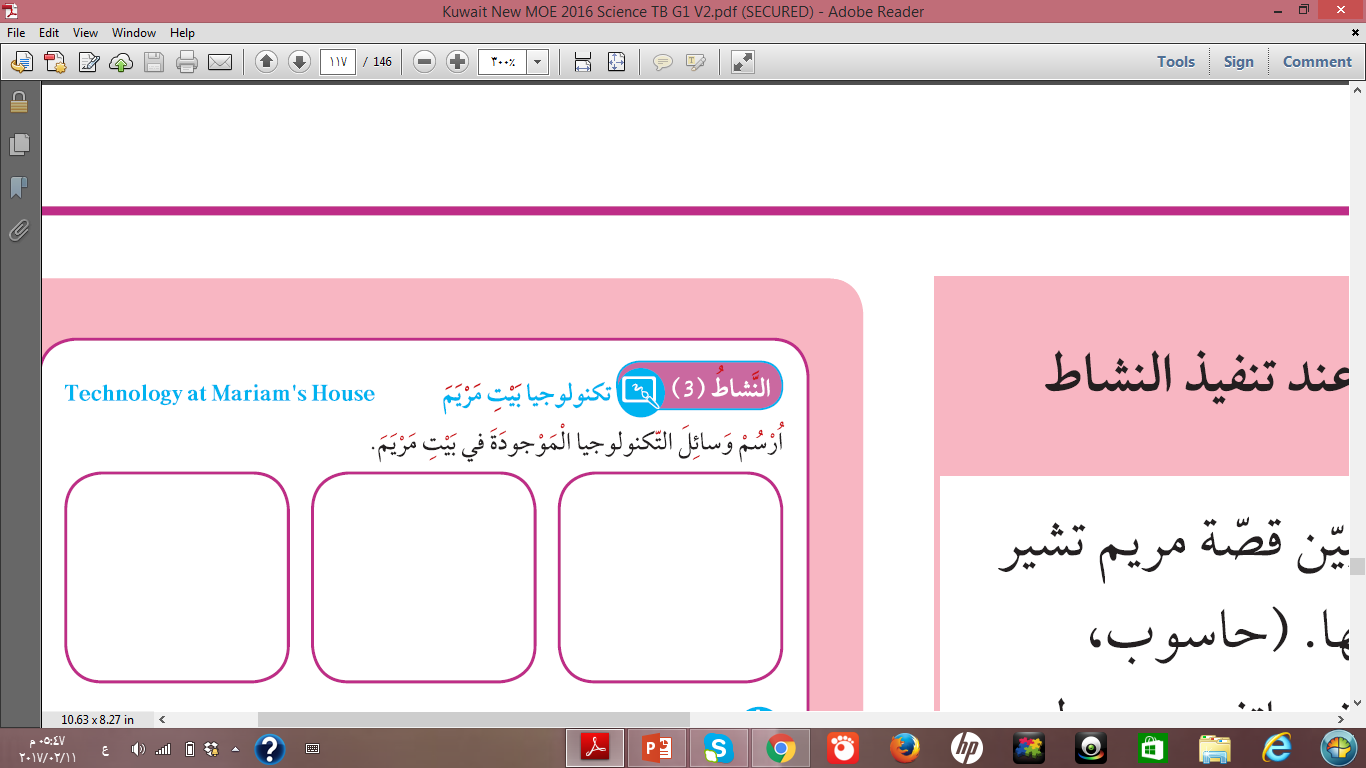 Kuwait New MOE 2016 Science TB G1 V2.pdf (SECURED) - Adobe Reader
File Edit View Window Help
١١٧ / 146
٣٠٠٪
Tools Sign Comment
عند تنفيذ النشاط
النَّشاطُ (3) تكنولوجيا بَيْتِ مَرْيَمَ Technology at Mariam's House
اُرْسُمْ وَسائِلَ التّكنولوجيا الْمَوْجودَةَ في بَيْتِ مَرْيَمَ.
قصّة مريم تشير
(حاسوب،
10.63 x 8.27 in
٠٥:٤٧ م
ع
٢٠١٧/٠٢/١١